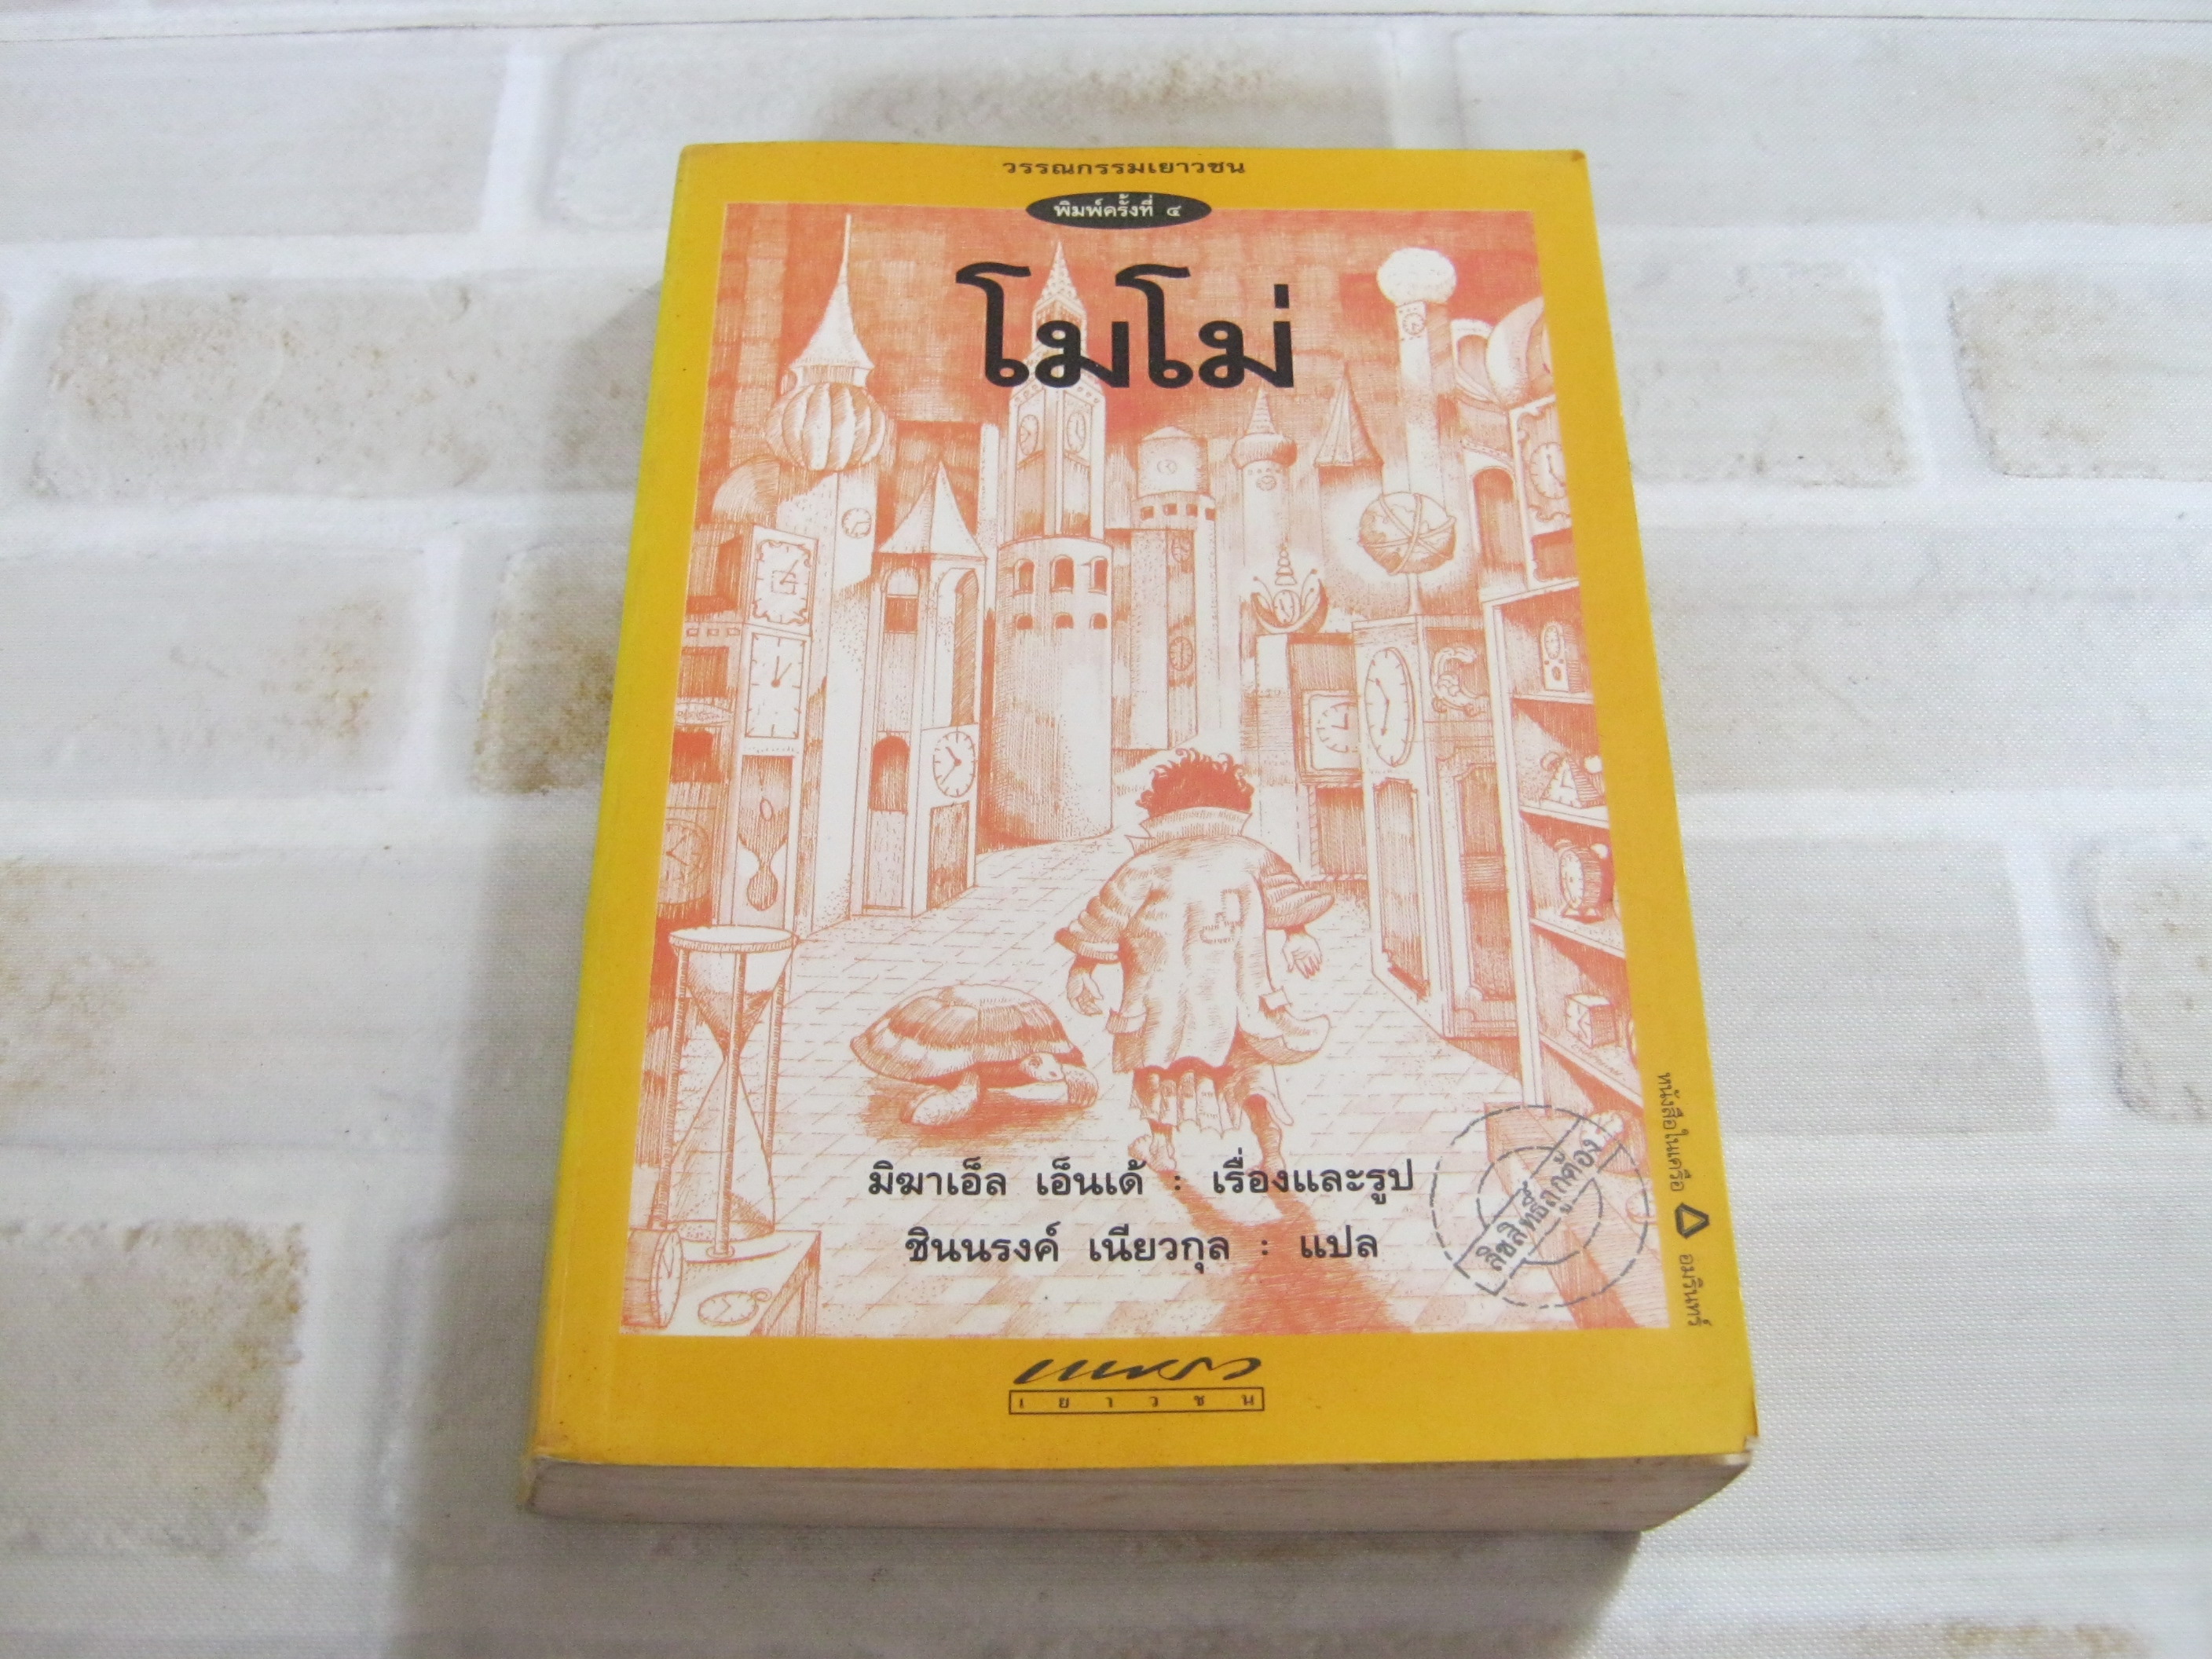 วรรณกรรมเยาวชน
พิมพ์ครั้งที่ ๔
โมโม่
มิฆาเอ็ล เอ็นเด้ : เรื่องและรูป
ชินนรงค์ เนียวกุล : แปล
ลิขสิทธิ์ถูกต้อง
หนังสือในเครือ อมรินทร์
แพรว
เยาวชน